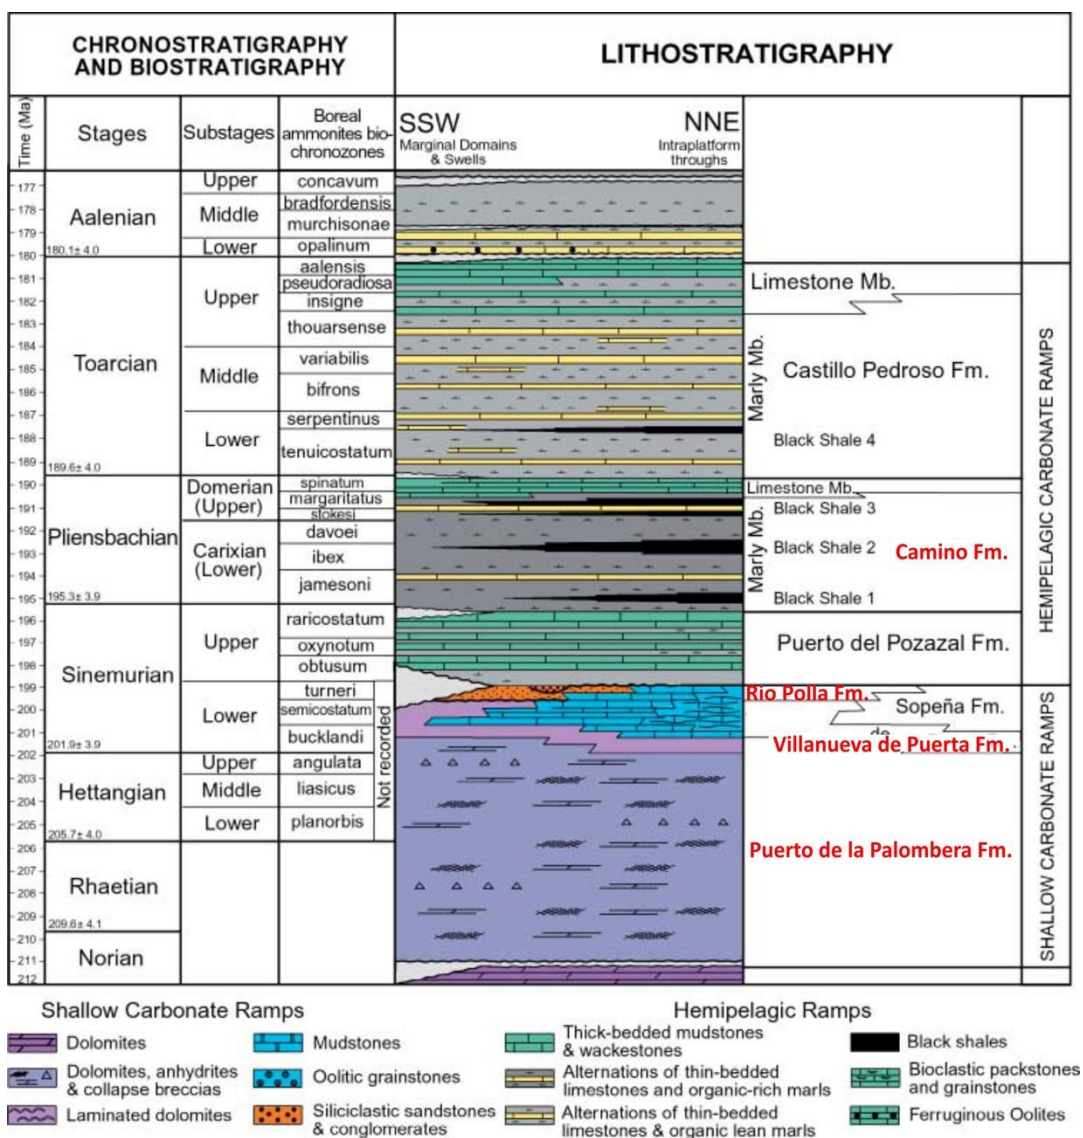 CHRONOSTRATIGRAPHY
AND BIOSTRATIGRAPHY
LITHOSTRATIGRAPHY
Time (Ma)
Stages
Substages
Boreal
ammonites bio-
chronozones
SSW
Marginal Domains
& Swells
NNE
Intraplatform
throughs
177
178
179
180
181
182
183
184
185
186
187
188
189
190
191
192
193
194
195
196
197
198
199
200
201
202
203
204
205
206
207
208
209
210
211
212
Aalenian
180.1± 4.0
Toarcian
189.6± 4.0
Pliensbachian
195.3± 3.9
Sinemurian
201.9± 3.9
Hettangian
205.7± 4.0
Rhaetian
209.6± 4.1
Norian
Upper
Middle
Lower
Upper
Middle
Lower
Domerian
(Upper)
Carixian
(Lower)
Upper
Lower
Upper
Middle
Lower
concavum
bradfordensis
murchisonae
opalinum
aalensis
pseudoradiosa
insigne
thouarsense
variabilis
bifrons
serpentinus
tenuicostatum
spinatum
margaritatus
stokesi
davoei
ibex
jamesoni
raricostatum
oxynotum
obtusum
turneri
semicostatum
bucklandi
angulata
liasicus
planorbis
Not recorded
Limestone Mb.
Marly Mb.
Castillo Pedroso Fm.
Black Shale 4
Limestone Mb.
Marly Mb.
Black Shale 3
Black Shale 2
Camino Fm.
Black Shale 1
Puerto del Pozazal Fm.
Rio Polla Fm.
Sopeña Fm.
de
Villanueva de Puerta Fm.
Puerto de la Palombera Fm.
HEMIPELAGIC CARBONATE RAMPS
SHALLOW CARBONATE RAMPS
Shallow Carbonate Ramps
Dolomites
Dolomites, anhydrites
& collapse breccias
Laminated dolomites
Mudstones
Oolitic grainstones
Siliciclastic sandstones
& conglomerates
Hemipelagic Ramps
Thick-bedded mudstones
& wackestones
Alternations of thin-bedded
limestones and organic-rich marls
Alternations of thin-bedded
limestones & organic lean marls
Black shales
Bioclastic packstones
and grainstones
Ferruginous Oolites